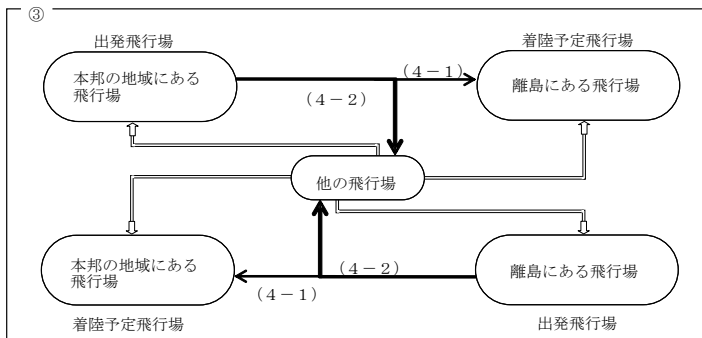 ③
出発飛行場
着陸予定飛行場
本邦の地域にある
飛行場
（４－１）
離島にある飛行場
（４－２）
他の飛行場
本邦の地域にある
飛行場
（４－２）
離島にある飛行場
（４－１）
着陸予定飛行場
出発飛行場